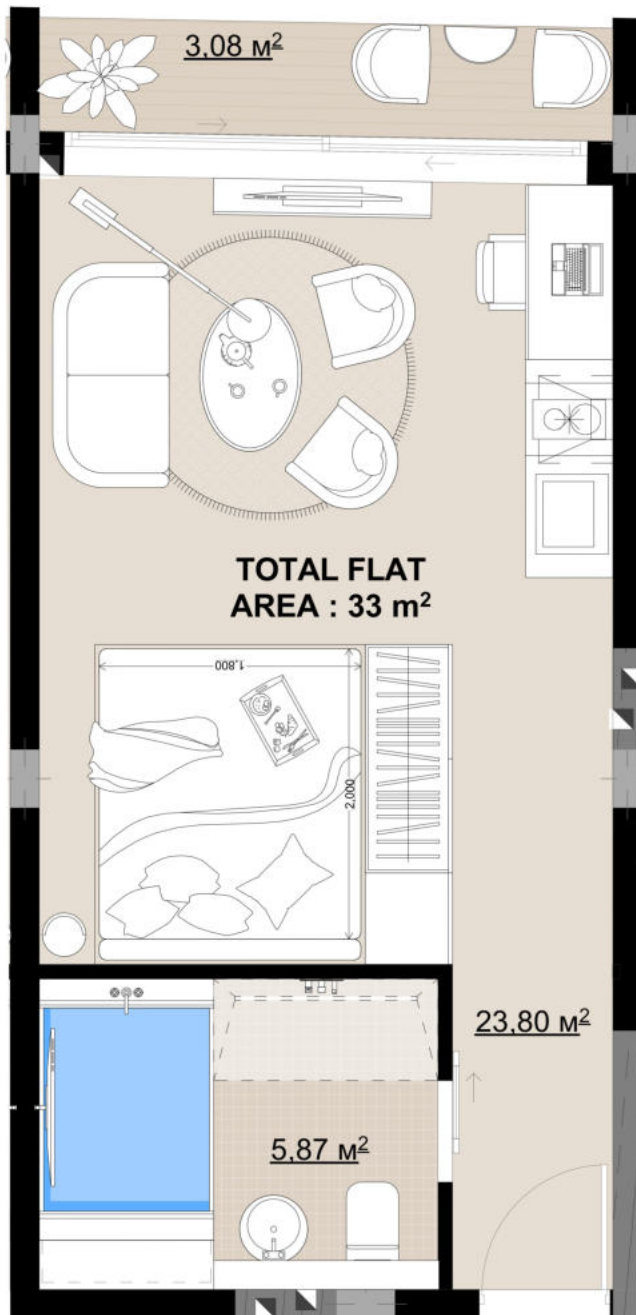 3,08 м²
TOTAL FLAT
AREA : 33 m²
1,800
2,000
23,80 м²
5,87 м²